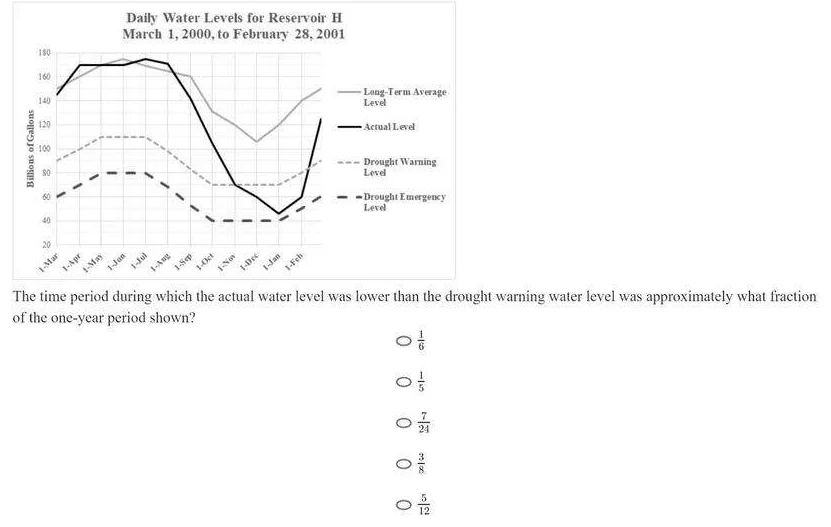 Daily Water Levels for Reservoir H
March 1, 2000, to February 28, 2001
Billions of Gallons
180
160
140
120
100
80
60
40
20
1-Mar
1-Apr
1-May
1-Jun
1-Jul
1-Aug
1-Sep
1-Oct
1-Nov
1-Dec
1-Jan
1-Feb
Long-Term Average
Level
Actual Level
Drought Warning
Level
Drought Emergency
Level
The time period during which the actual water level was lower than the drought warning water level was approximately what fraction
of the one-year period shown?
1/6
1/5
7/24
3/8
5/12